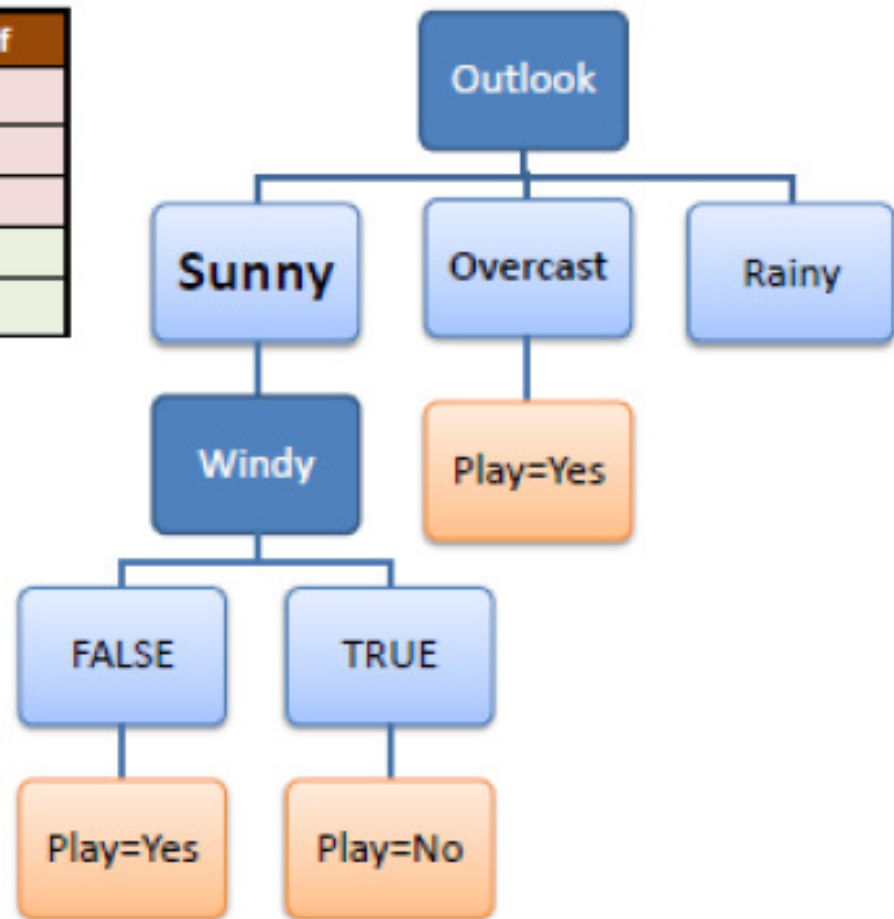 Outlook
Sunny
Overcast
Rainy
Windy
Play=Yes
FALSE
TRUE
Play=Yes
Play=No